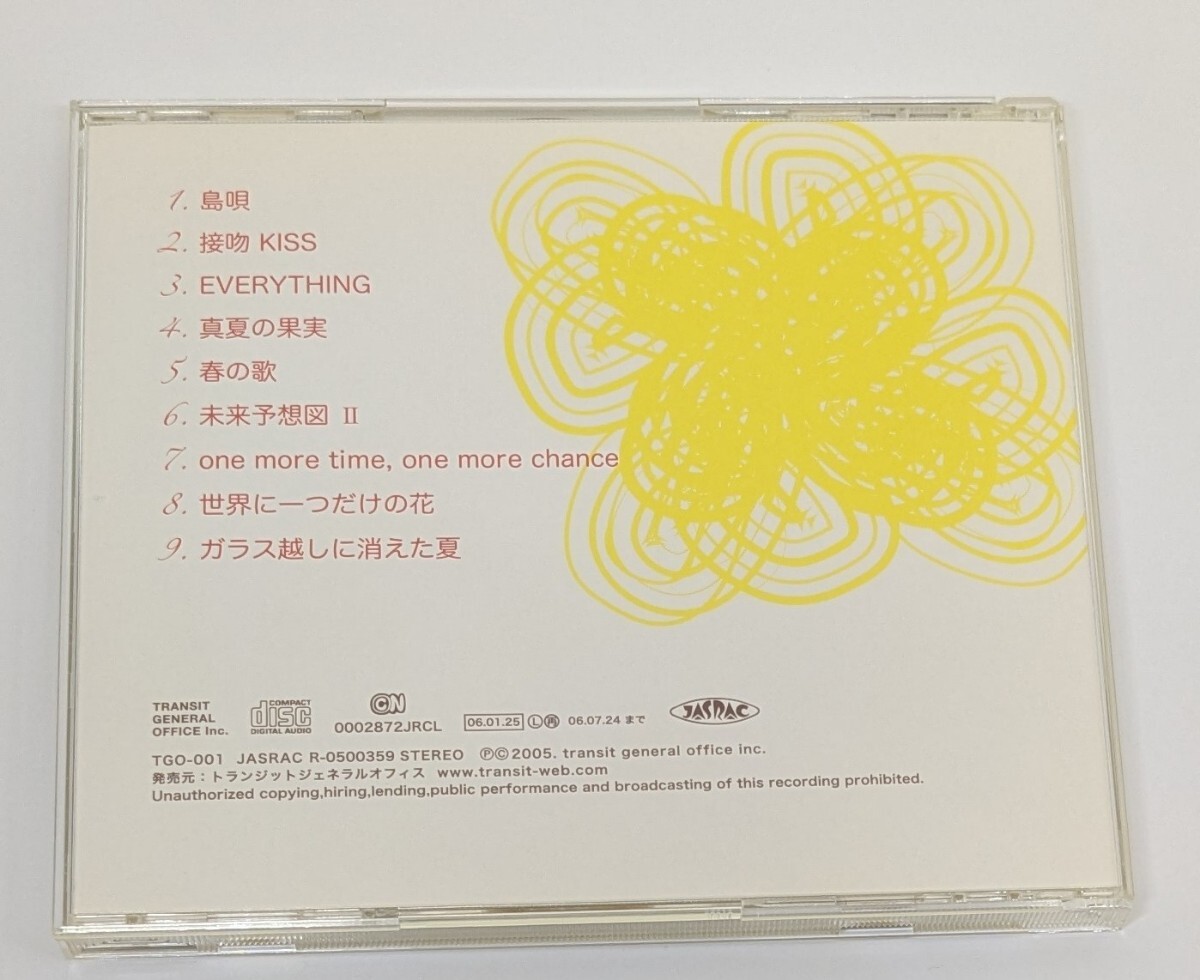 1. 島唄
2. 接吻 KISS
3. EVERYTHING
4. 真夏の果実
5. 春の歌
6. 未来予想図 Ⅱ
7. one more time, one more chance
8. 世界に一つだけの花
9. ガラス越しに消えた夏
TRANSIT
GENERAL
OFFICE Inc.
COMPACT
disc
DIGITAL AUDIO
CN
0002872JRCL
06.01.25 Ⓛ㊢ 06.07.24 まで
JASRAC
TGO-001 JASRAC R-0500359 STEREO ℗©2005. transit general office inc.
発売元：トランジットジェネラルオフィス www.transit-web.com
Unauthorized copying,hiring,lending,public performance and broadcasting of this recording prohibited.